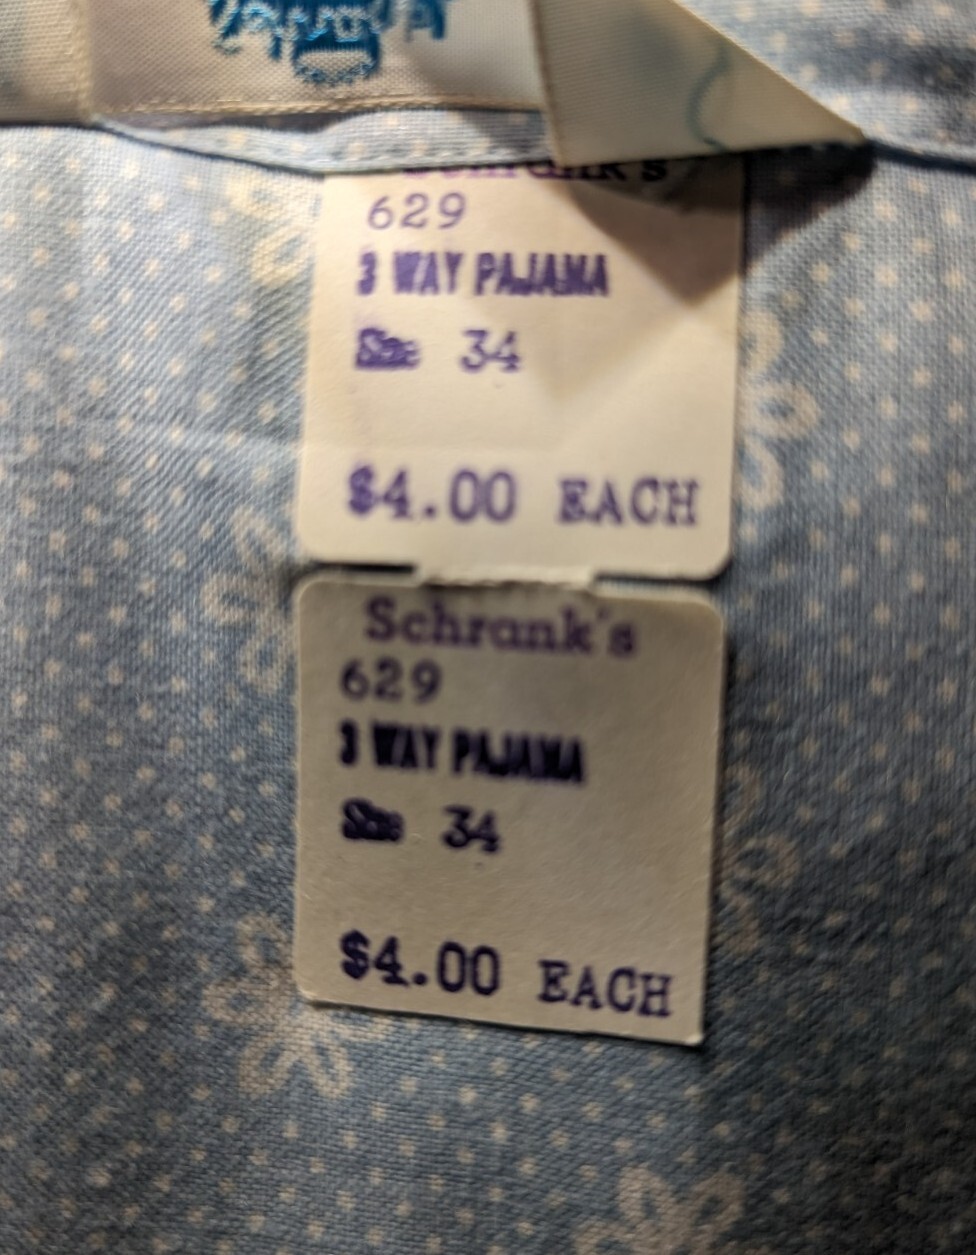 Schrank's
629
3 WAY PAJAMA
Size 34
$4.00 EACH
Schrank's
629
3 WAY PAJAMA
Size 34
$4.00 EACH